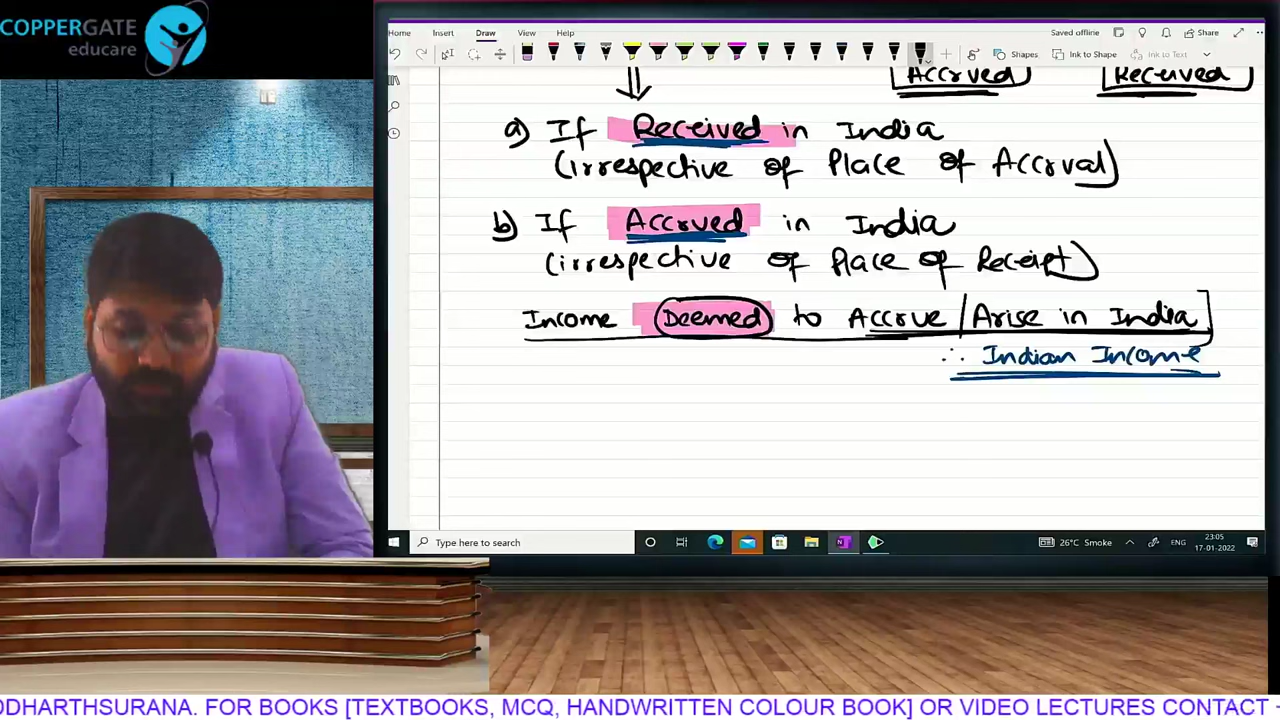 COPPERGATE
educare
Home Insert Draw View Help
Saved offline
Share
Shapes
Ink to Shape
Ink to Text
Accrued Received
a) If Received in India
(irrespective of Place of Accrual)
b) If Accrued in India
(irrespective of Place of Receipt)
Income Deemed to Accrue / Arise in India
∴ Indian Income
Type here to search
26°C Smoke
ENG
23:05
17-01-2022
DDHARTHSURANA. FOR BOOKS [TEXTBOOKS, MCQ, HANDWRITTEN COLOUR BOOK] OR VIDEO LECTURES CONTACT -